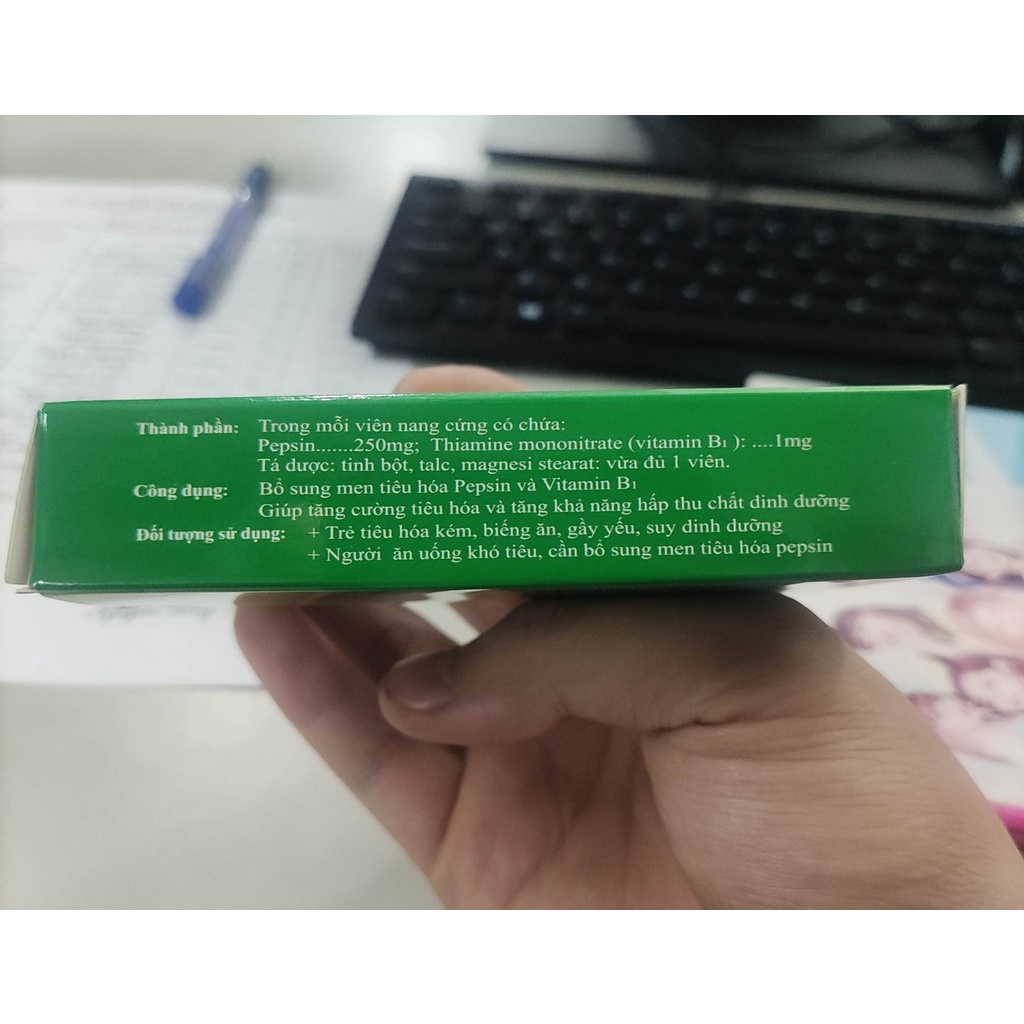 Thành phần: Trong mỗi viên nang cứng có chứa:
Pepsin.......250mg; Thiamine mononitrate (vitamin B1 ): ....1mg
Tá dược: tinh bột, talc, magnesi stearat: vừa đủ 1 viên.
Công dụng: Bổ sung men tiêu hóa Pepsin và Vitamin B1
Giúp tăng cường tiêu hóa và tăng khả năng hấp thu chất dinh dưỡng
Đối tượng sử dụng: + Trẻ tiêu hóa kém, biếng ăn, gầy yếu, suy dinh dưỡng
+ Người ăn uống khó tiêu, cần bổ sung men tiêu hóa pepsin